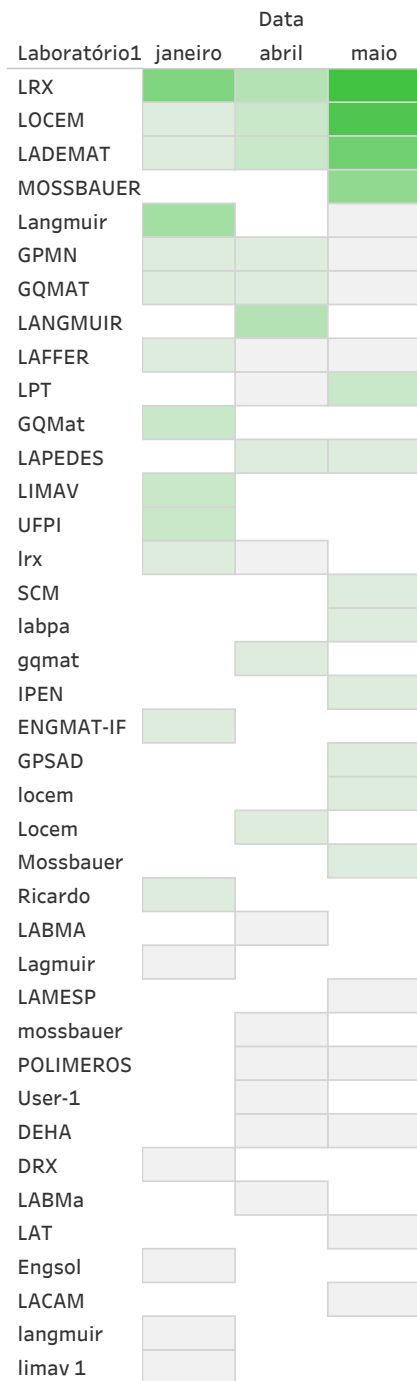 Data
Laboratório1 janeiro abril maio
LRX
LOCEM
LADEMAT
MOSSBAUER
Langmuir
GPMN
GQMAT
LANGMUIR
LAFFER
LPT
GQMat
LAPEDES
LIMAV
UFPI
lrx
SCM
labpa
gqmat
IPEN
ENGMAT-IF
GPSAD
locem
Locem
Mossbauer
Ricardo
LABMA
Lagmuir
LAMESP
mossbauer
POLIMEROS
User-1
DEHA
DRX
LABMa
LAT
Engsol
LACAM
langmuir
limav 1